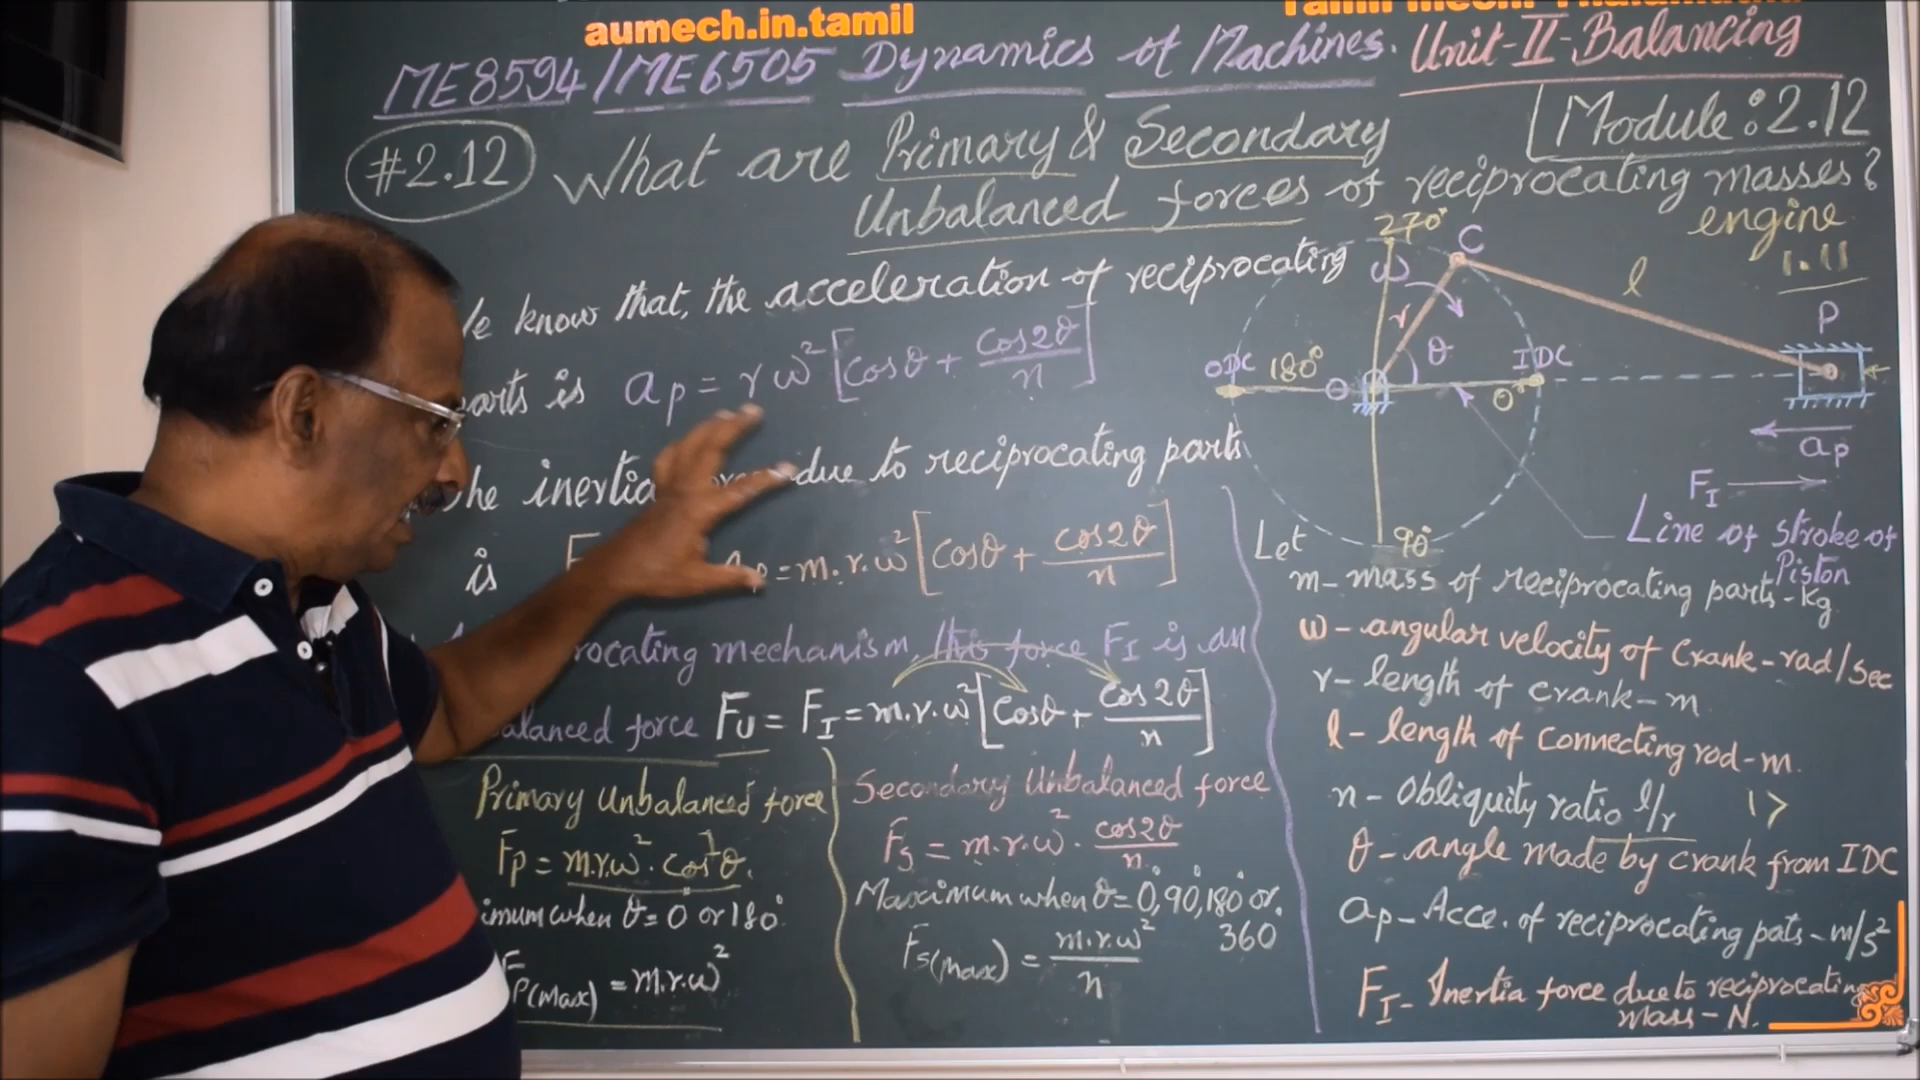 aumech.in.tamil
ME8594/ME6505 Dynamics of Machines. Unit-II-Balancing
Module:2.12
#2.12 What are Primary & Secondary
Unbalanced forces of reciprocating masses?
engine
1.11
e know that, the acceleration of reciprocating
arts is ap = rω²[cosθ + cos2θ/n]
he inertia due to reciprocating parts
is F = m.r.ω²[cosθ + cos2θ/n]
rocating mechanism, this force FI is an
alanced force FU = FI = m.r.ω²[cosθ + cos2θ/n]
Primary Unbalanced force
FP = m.r.ω². cosθ.
imum when θ=0 or 180°
FP(Max) = m.r.ω²
Secondary Unbalanced force
FS = m.r.ω². cos2θ/n.
Maximum when θ=0°, 90°, 180° or.
360
FS(Max) = m.r.ω²/n
270°
C
ω
l
r
P
θ
ODC 180°
O
IDC
0°
ap
FI
90°
Line of stroke of
Piston
Let
m - mass of reciprocating parts - kg
ω - angular velocity of crank - rad/sec
r - length of crank - m
l - length of connecting rod - m.
n - Obliquity ratio l/r
θ - angle made by crank from IDC
ap - Acce. of reciprocating pats - m/s²
FI - Inertia force due to reciprocating
mass - N.